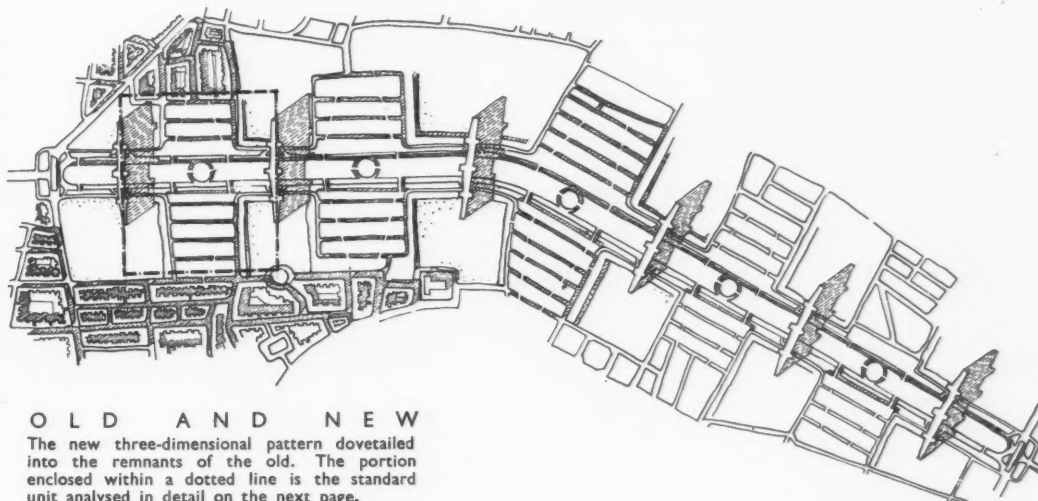 OLD AND NEW
The new three-dimensional pattern dovetailed
into the remnants of the old. The portion
enclosed within a dotted line is the standard
unit analysed in detail on the next page.